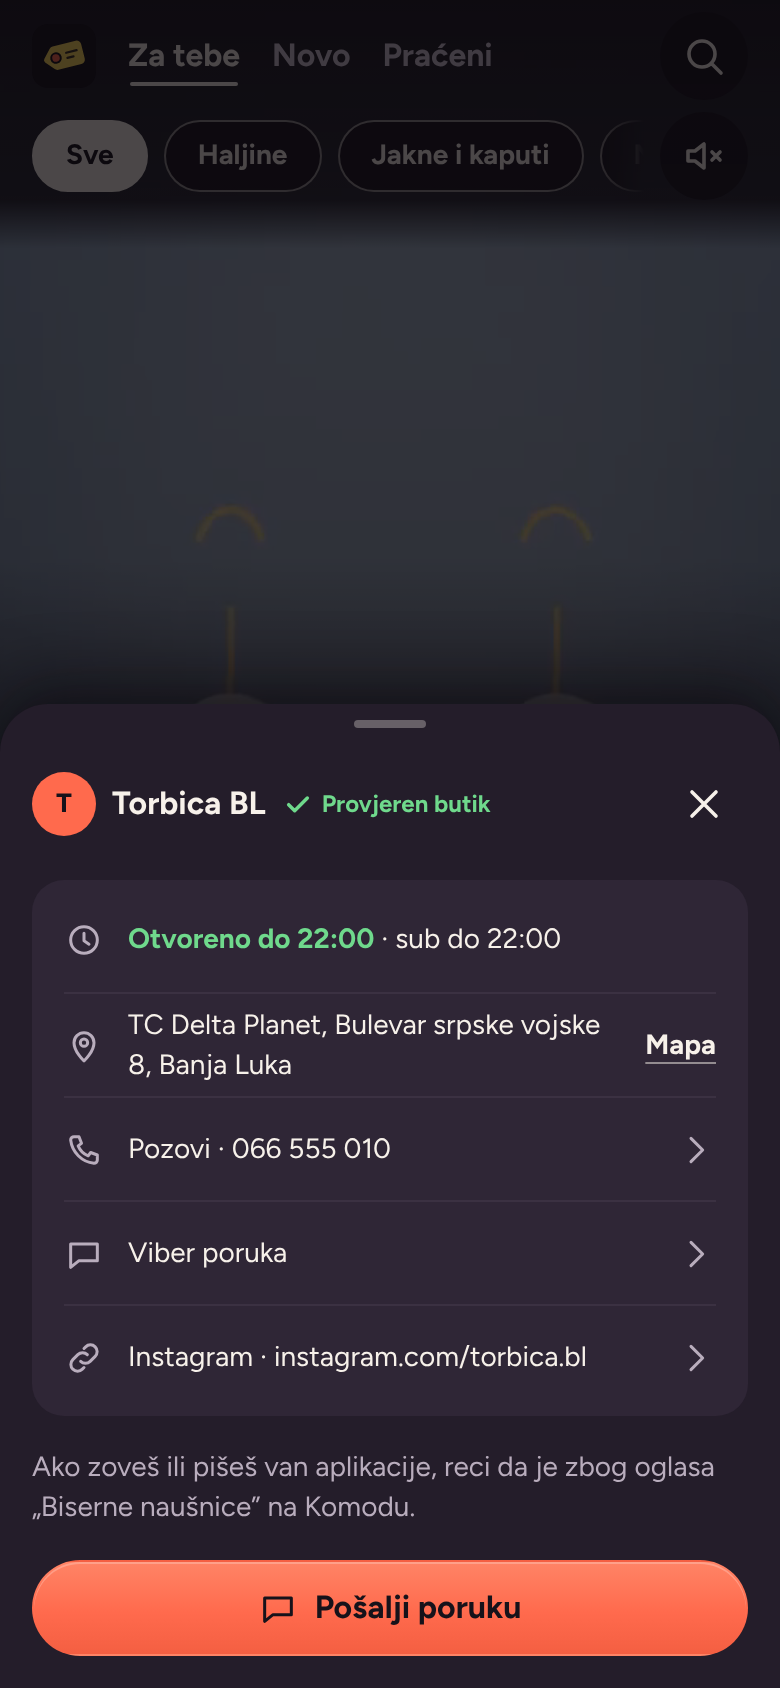 Za tebe
Novo
Praćeni
Sve
Haljine
Jakne i kaputi
T
Torbica BL
Provjeren butik
Otvoreno do 22:00 · sub do 22:00
TC Delta Planet, Bulevar srpske vojske
8, Banja Luka
Mapa
Pozovi · 066 555 010
Viber poruka
Instagram · instagram.com/torbica.bl
Ako zoveš ili pišeš van aplikacije, reci da je zbog oglasa
„Biserne naušnice” na Komodu.
Pošalji poruku